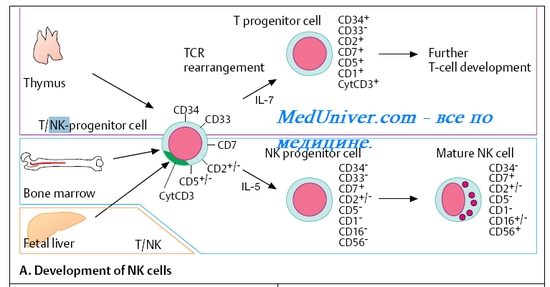 T progenitor cell
CD34+
CD33-
CD2+
CD7+
CD5+
CD1+
CytCD3+
TCR
rearrangement
Further
T-cell development
Thymus
IL-7
T/NK-progenitor cell
CD34
CD33
CD7
CD2+/-
CD5+/-
CytCD3
MedUniver.com - все по
медицине.
Bone marrow
IL-5
NK progenitor cell
CD34-
CD33-
CD7+
CD2+/-
CD5-
CD1-
CD16-
CD56-
Mature NK cell
CD34-
CD7+
CD2+/-
CD5-
CD1-
CD16+/-
CD56+
Fetal liver
T/NK
A. Development of NK cells